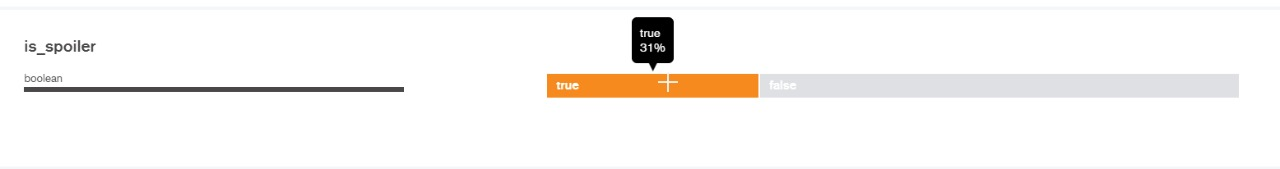 is_spoiler
boolean
true
31%
true
false